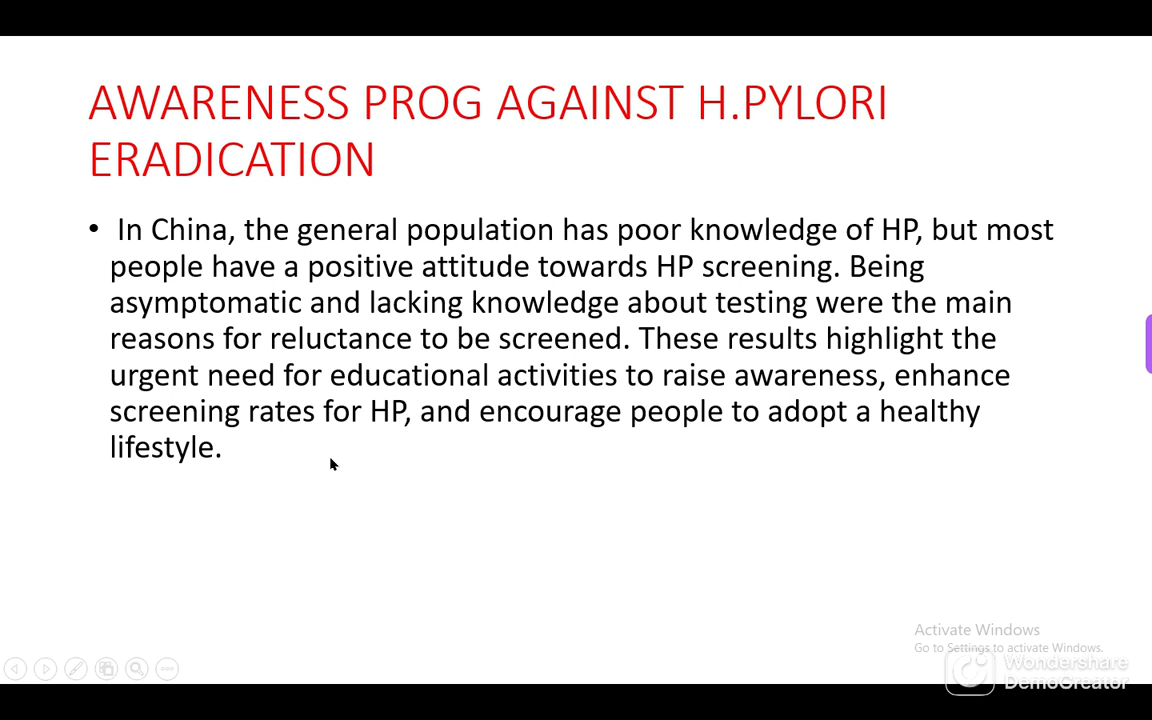 AWARENESS PROG AGAINST H.PYLORI
ERADICATION
• In China, the general population has poor knowledge of HP, but most
people have a positive attitude towards HP screening. Being
asymptomatic and lacking knowledge about testing were the main
reasons for reluctance to be screened. These results highlight the
urgent need for educational activities to raise awareness, enhance
screening rates for HP, and encourage people to adopt a healthy
lifestyle.
Activate Windows
Go to Settings to activate Windows.
Wondershare
DemoCreator